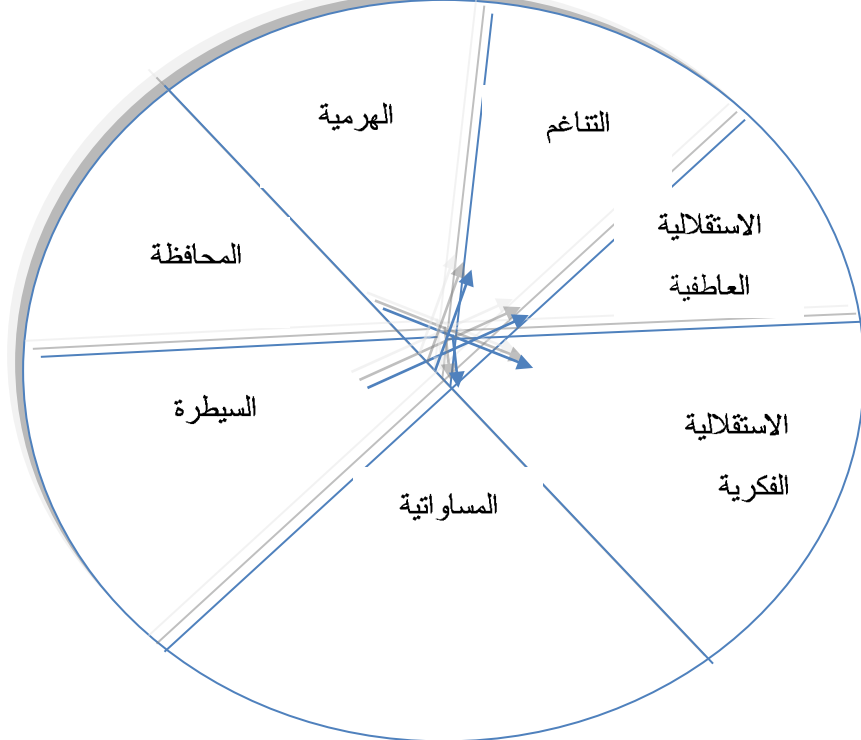 الهرمية
التناغم
الاستقلالية
العاطفية
المحافظة
السيطرة
الاستقلالية
الفكرية
المساواتية